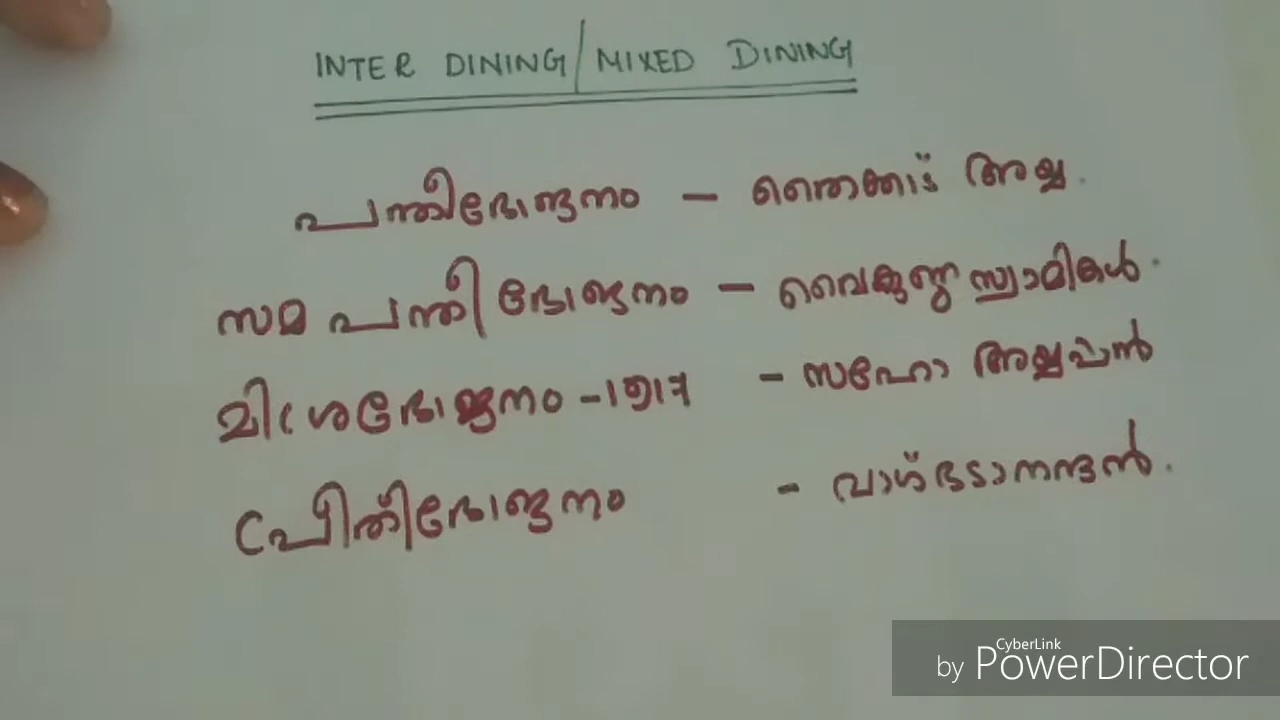 INTER DINING/MIXED DINING
പന്തിഭോജനം - തൈക്കാട് അയ്യ.
സമ പന്തി ഭോജനം - വൈകുണ്ഠ സ്വാമികൾ.
മിശ്രഭോജനം -1917 - സഹോ അയ്യപ്പൻ
പ്രീതിഭോജനം - വാഗ്ഭടാനന്ദൻ.
CyberLink
by PowerDirector